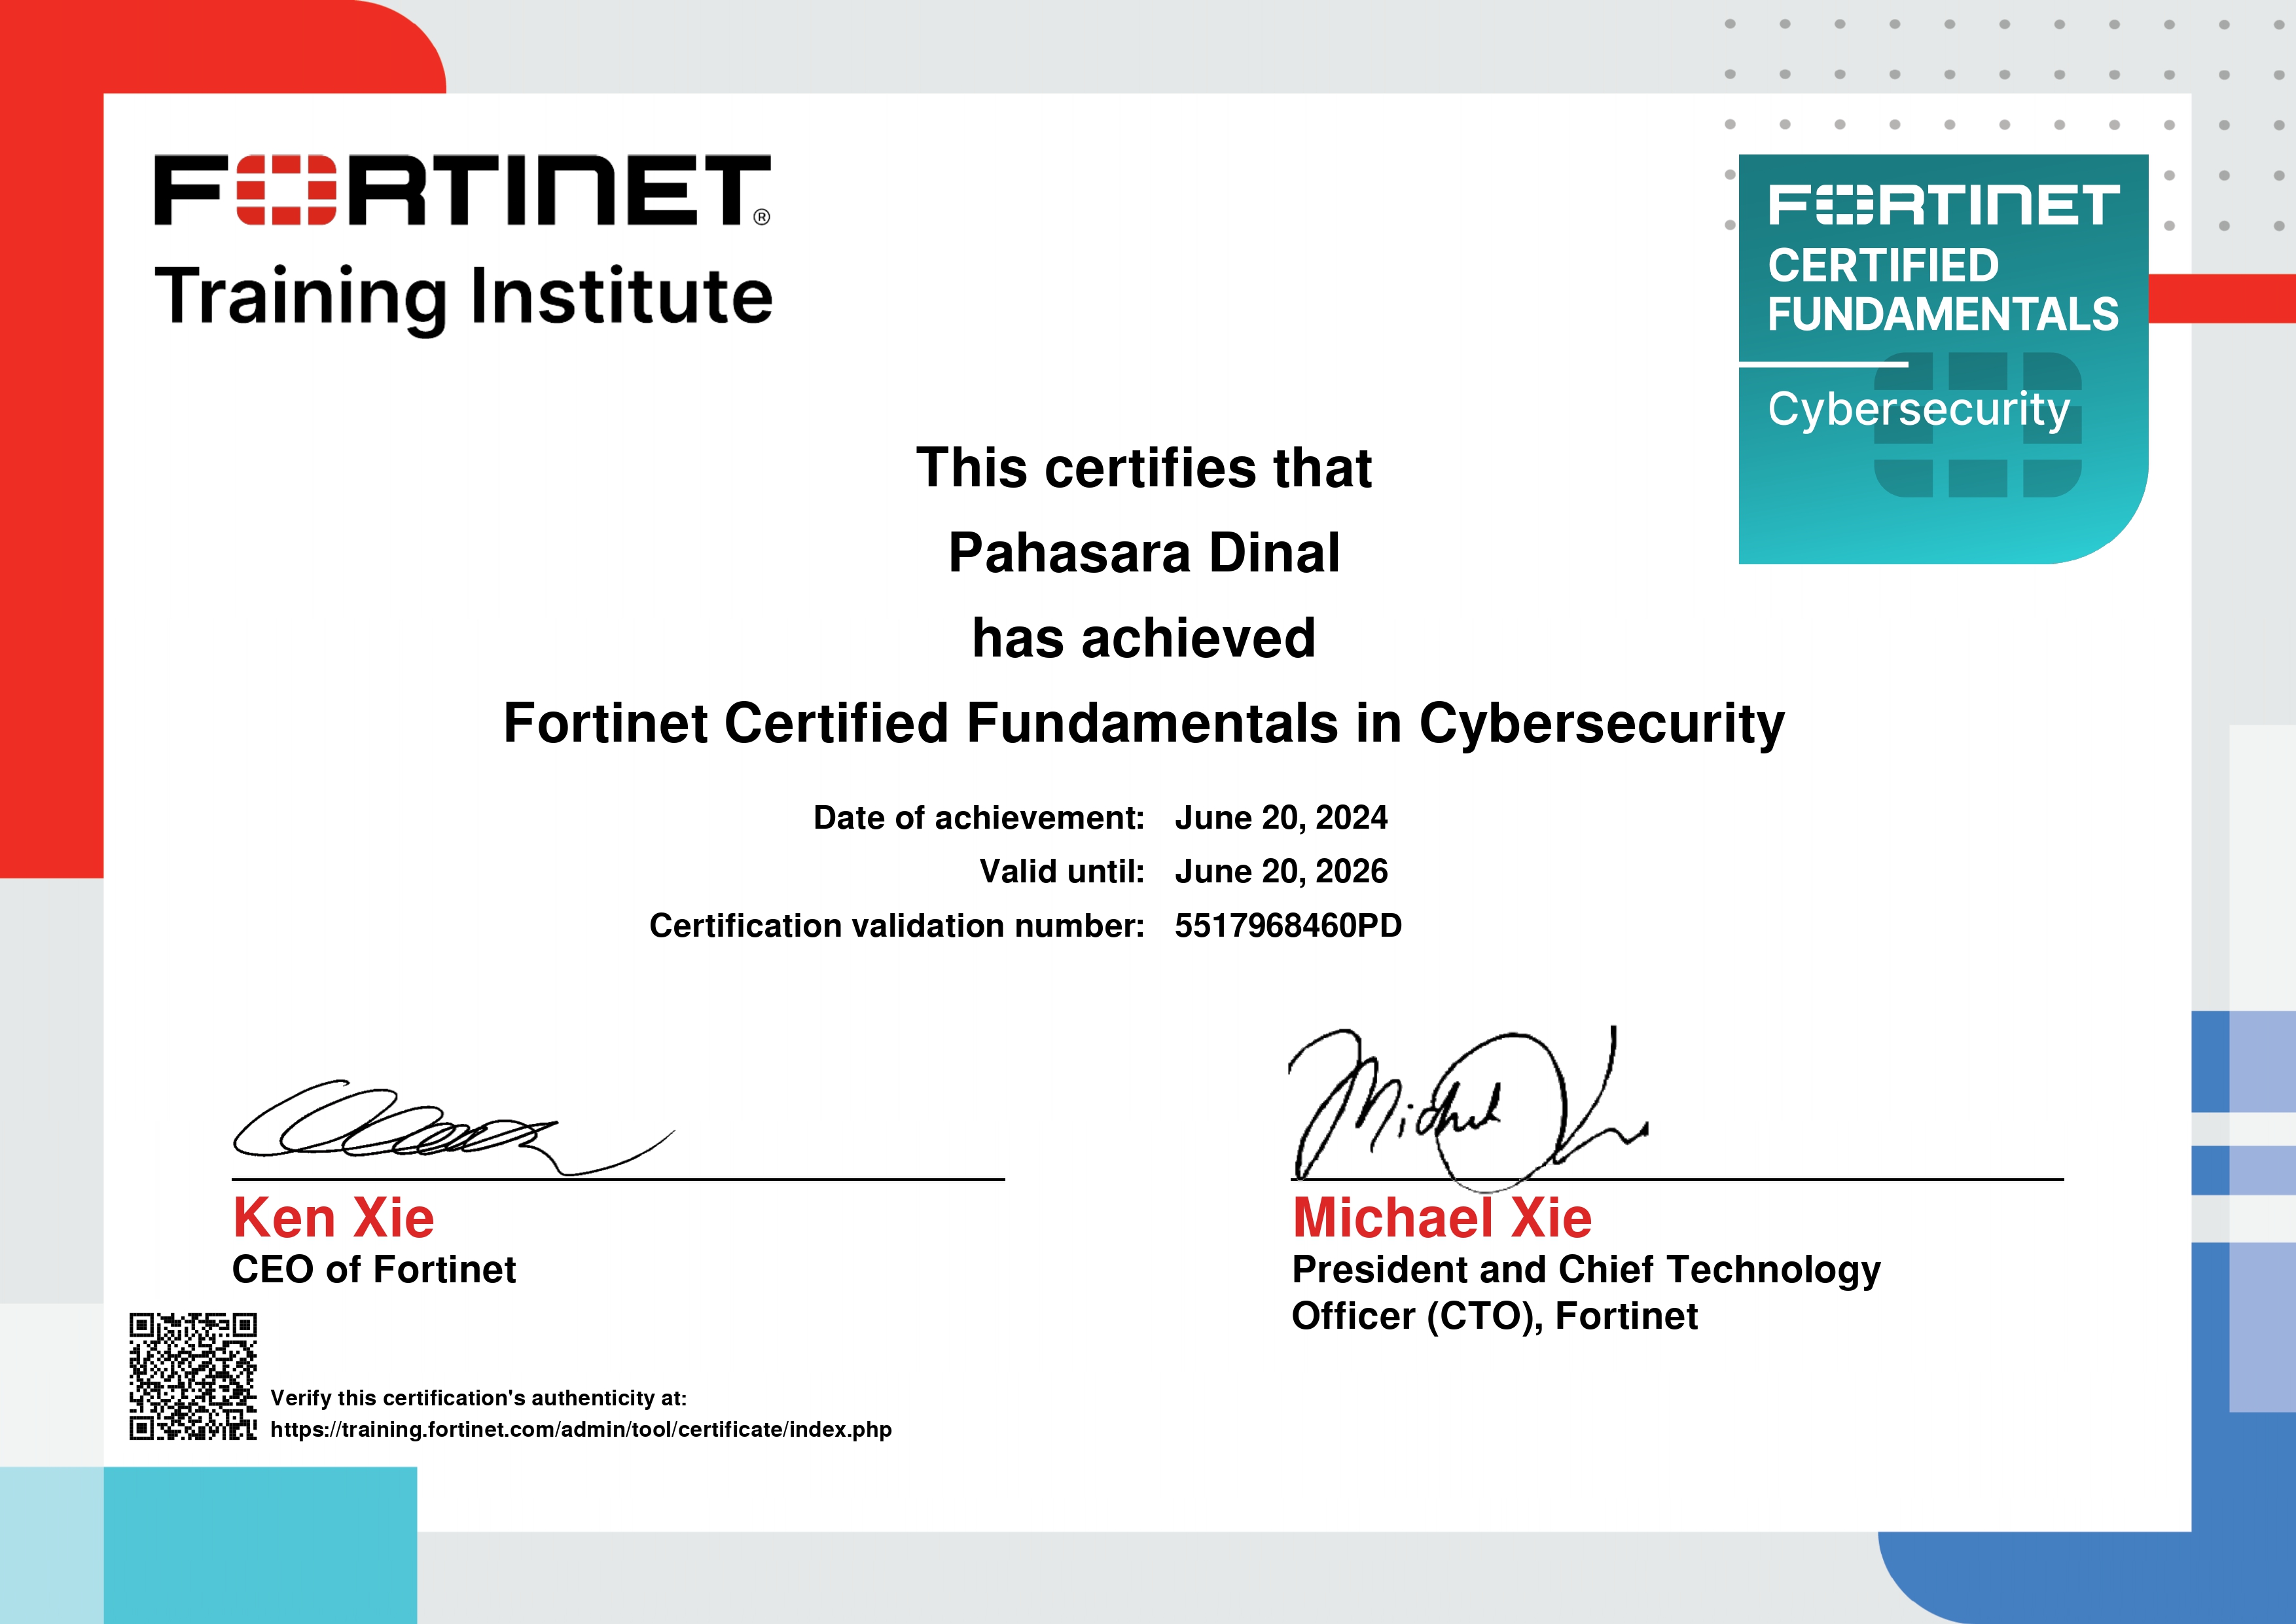 FORTINET®
Training Institute
FORTINET
CERTIFIED
FUNDAMENTALS
Cybersecurity
This certifies that
Pahasara Dinal
has achieved
Fortinet Certified Fundamentals in Cybersecurity
Date of achievement: June 20, 2024
Valid until: June 20, 2026
Certification validation number: 5517968460PD
Ken Xie
CEO of Fortinet
Michael Xie
President and Chief Technology
Officer (CTO), Fortinet
Verify this certification's authenticity at:
https://training.fortinet.com/admin/tool/certificate/index.php